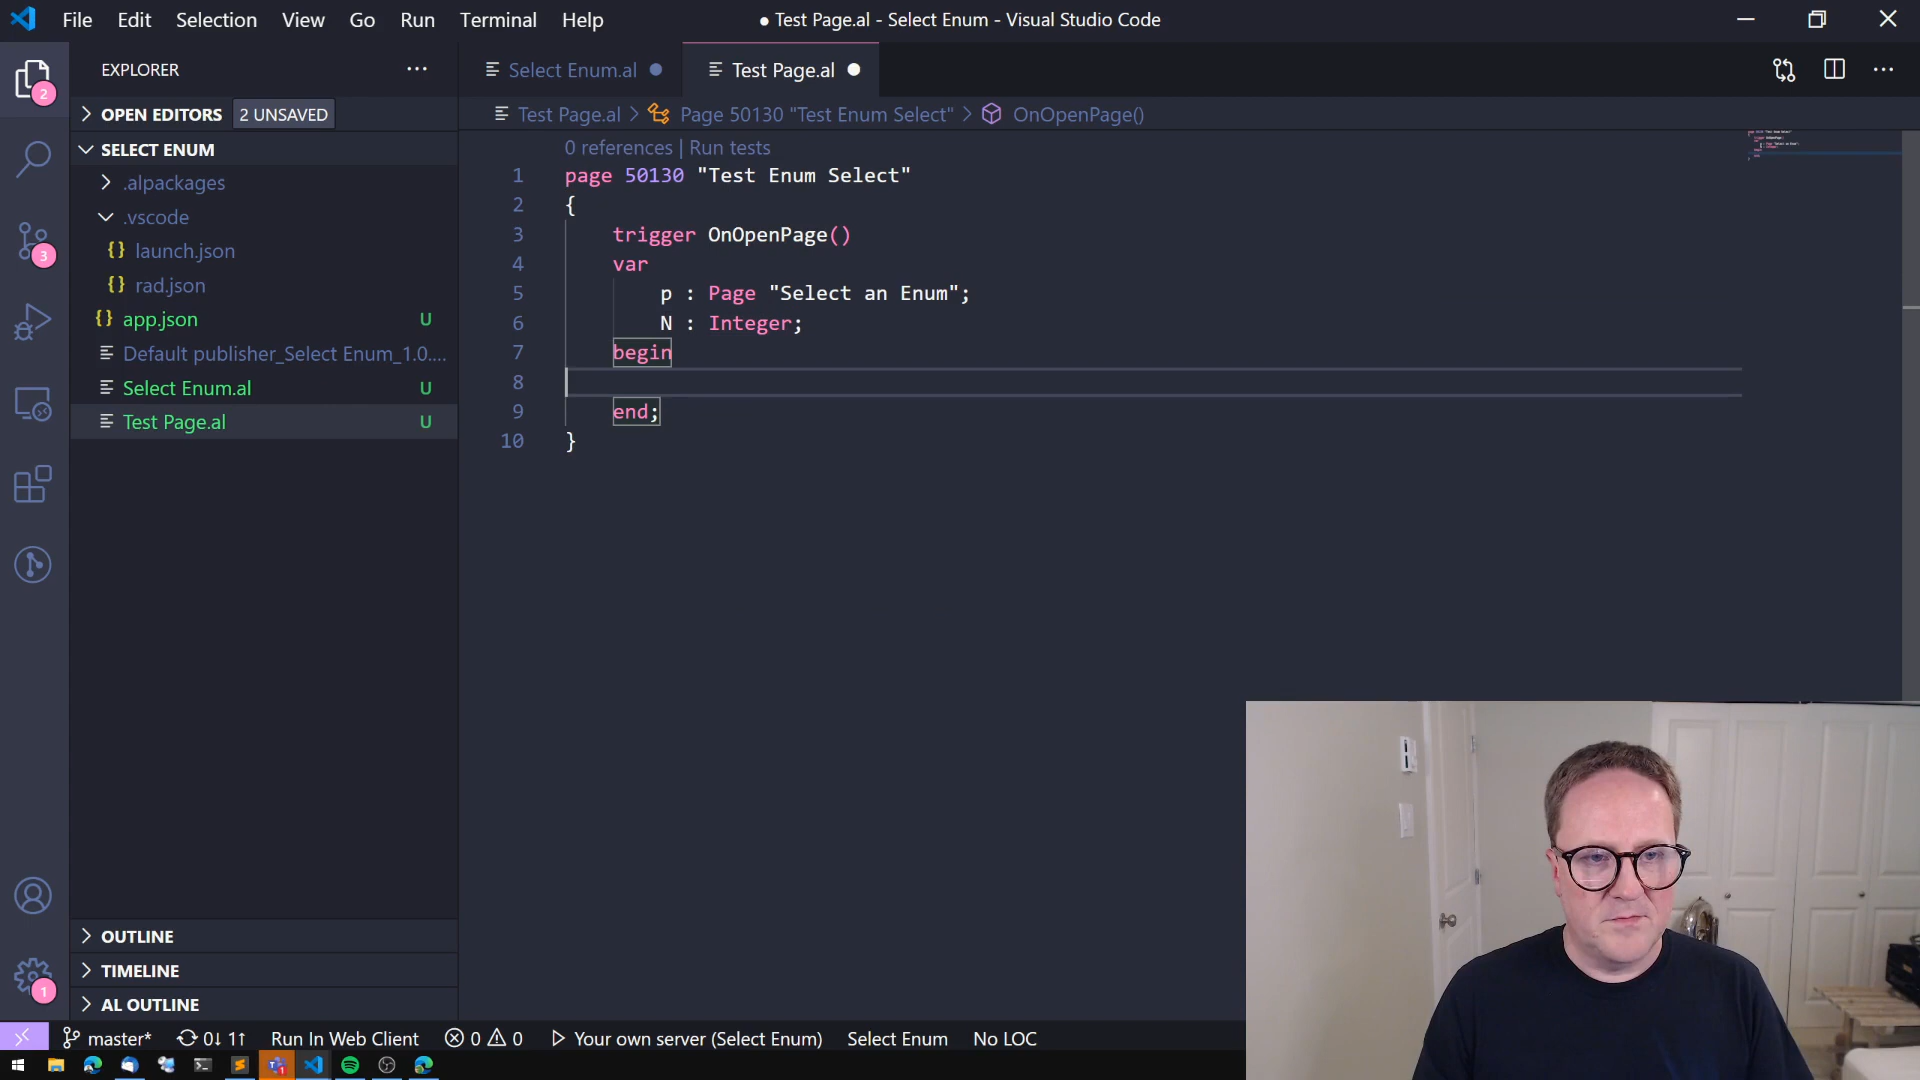 File Edit Selection View Go Run Terminal Help
● Test Page.al - Select Enum - Visual Studio Code
EXPLORER
Select Enum.al
Test Page.al
OPEN EDITORS 2 UNSAVED
Test Page.al > Page 50130 "Test Enum Select" > OnOpenPage()
SELECT ENUM
.alpackages
.vscode
launch.json
rad.json
app.json U
Default publisher_Select Enum_1.0....
Select Enum.al U
Test Page.al U
OUTLINE
TIMELINE
AL OUTLINE
2
3
1
0 references | Run tests
1 page 50130 "Test Enum Select"
2 {
3 trigger OnOpenPage()
4 var
5 p : Page "Select an Enum";
6 N : Integer;
7 begin
8
9 end;
10 }
master* 0↓ 1↑ Run In Web Client 0 0 Your own server (Select Enum) Select Enum No LOC